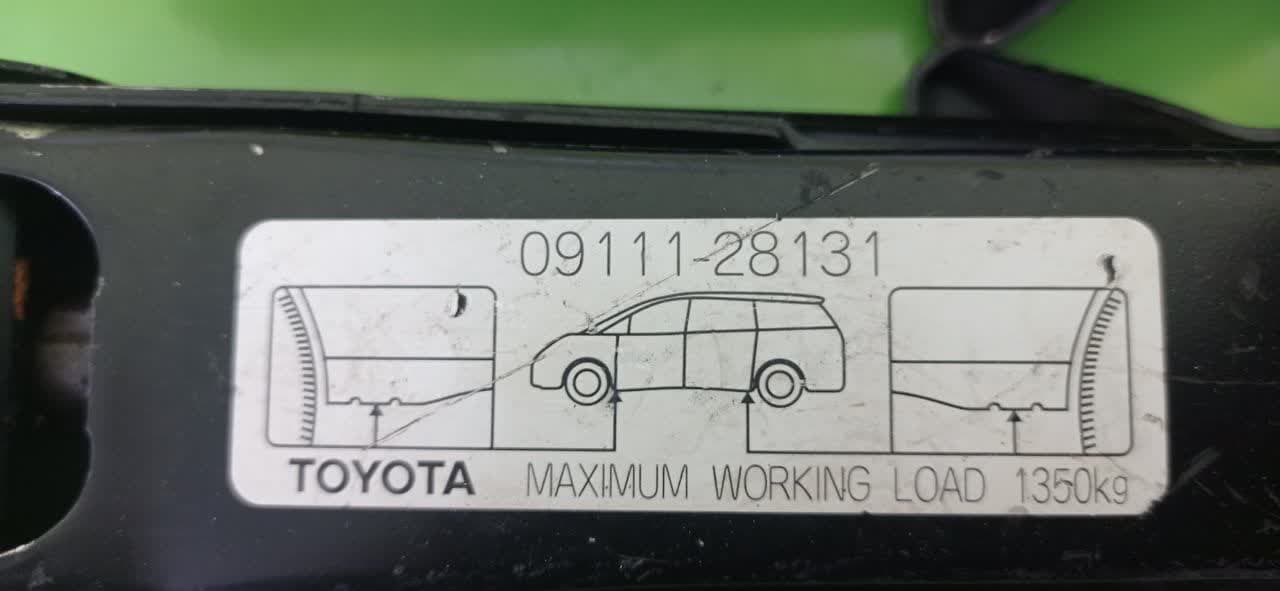 09111-28131
TOYOTA MAXIMUM WORKING LOAD 1350kg